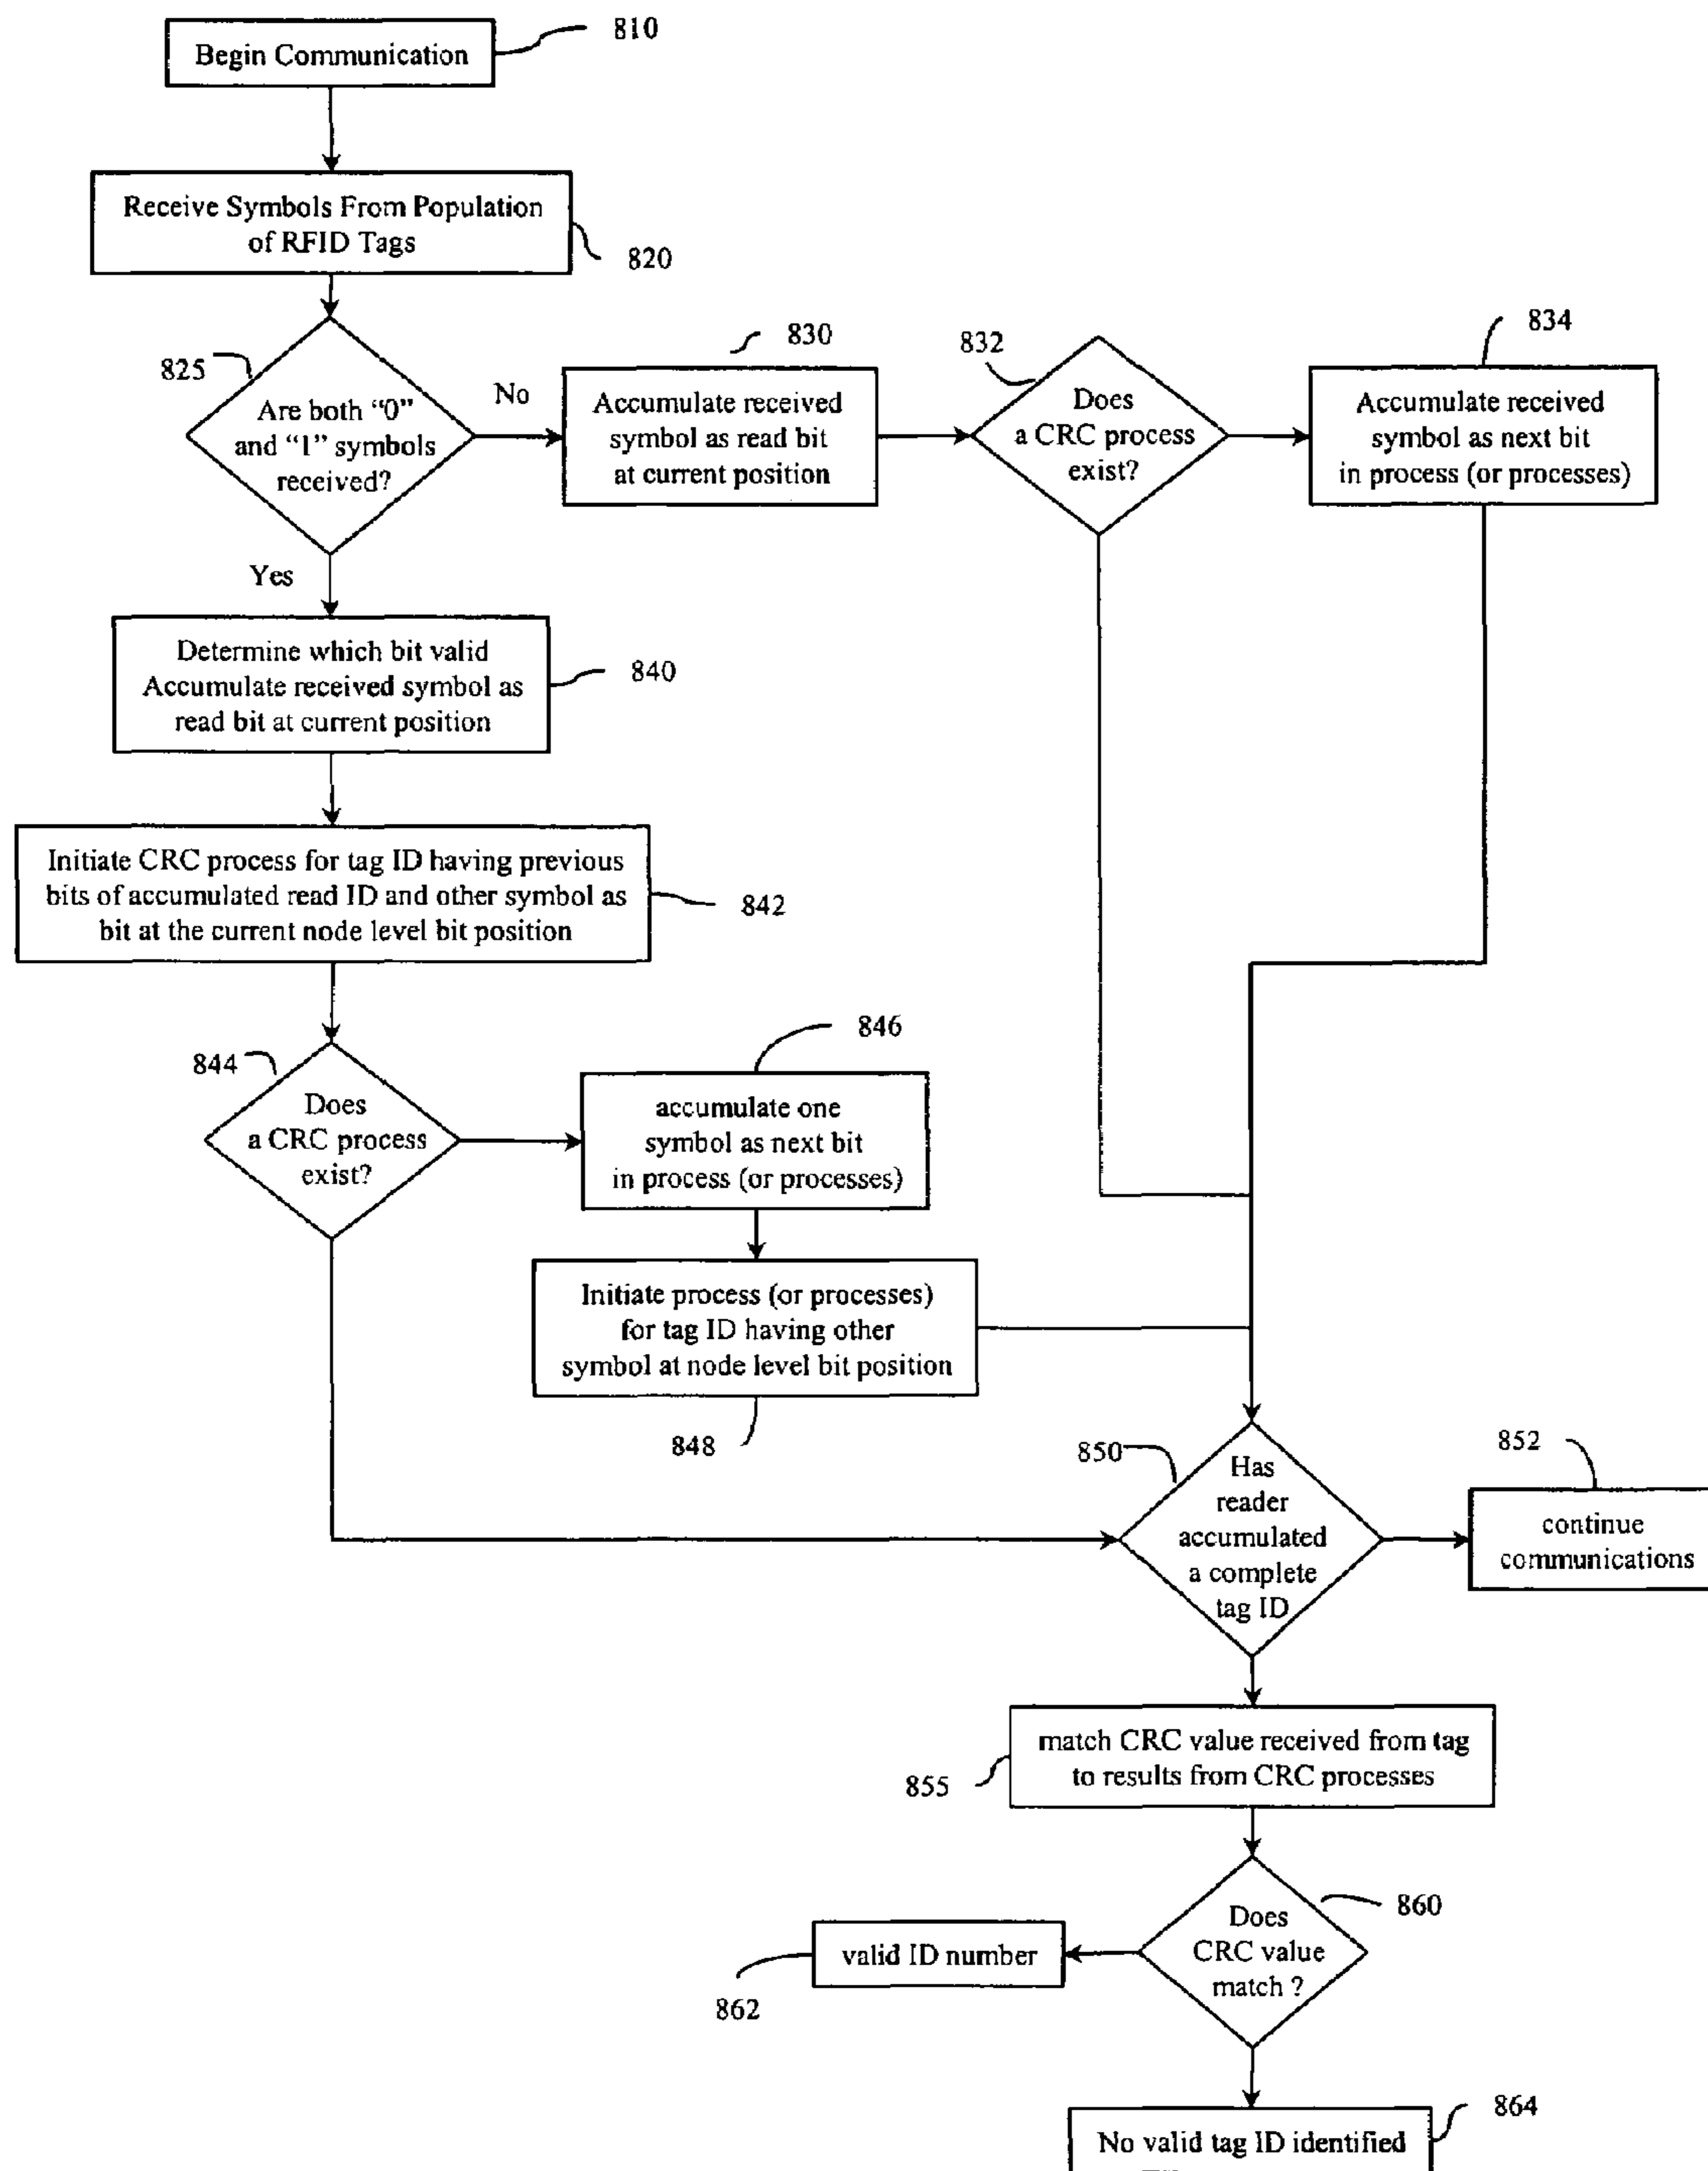 Begin Communication
810
Receive Symbols From Population
of RFID Tags
820
825
Are both “0”
and “1” symbols
received?
No
Yes
830
Accumulate received
symbol as read bit
at current position
832
Does
a CRC process
exist?
834
Accumulate received
symbol as next bit
in process (or processes)
Determine which bit valid
Accumulate received symbol as
read bit at current position
840
Initiate CRC process for tag ID having previous
bits of accumulated read ID and other symbol as
bit at the current node level bit position
842
844
Does
a CRC process
exist?
846
accumulate one
symbol as next bit
in process (or processes)
Initiate process (or processes)
for tag ID having other
symbol at node level bit position
848
850
Has
reader
accumulated
a complete
tag ID
852
continue
communications
match CRC value received from tag
to results from CRC processes
855
860
Does
CRC value
match ?
valid ID number
862
864
No valid tag ID identified